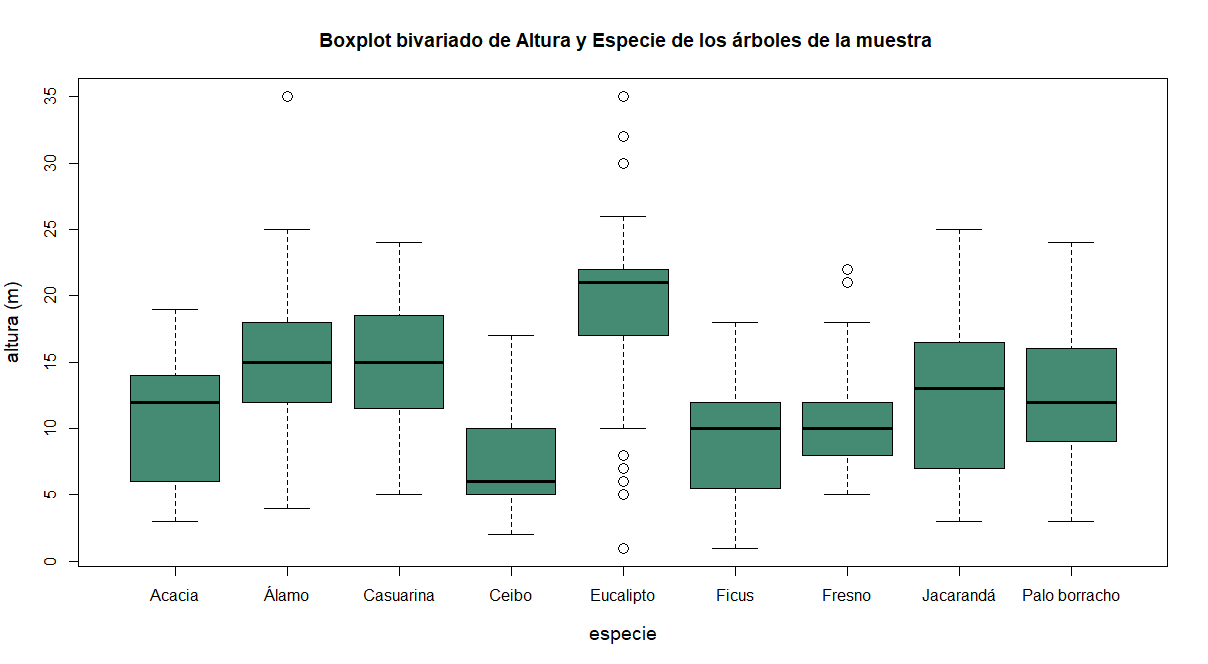 Boxplot bivariado de Altura y Especie de los árboles de la muestra
altura (m)
35
30
25
20
15
10
5
0
Acacia Álamo Casuarina Ceibo Eucalipto Ficus Fresno Jacarandá Palo borracho
especie